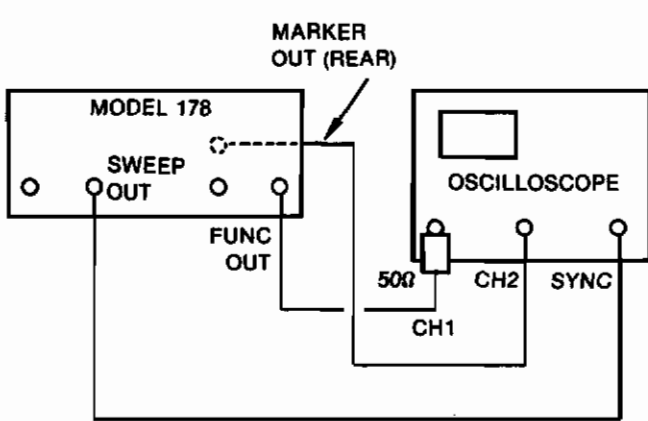 MARKER
OUT (REAR)
MODEL 178
SWEEP
OUT
OSCILLOSCOPE
FUNC
OUT
50Ω
CH2
SYNC
CH1